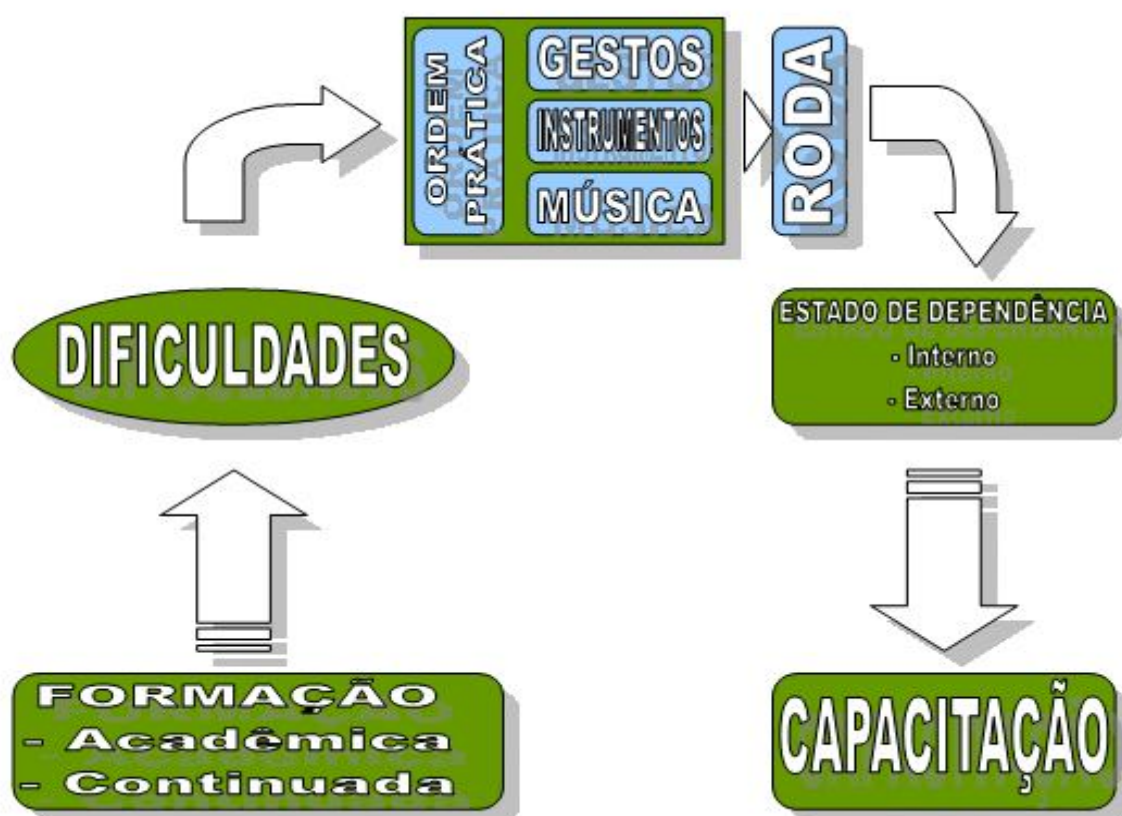 ORDEM
PRÁTICA
GESTOS
INSTRUMENTOS
MÚSICA
RODA
DIFICULDADES
ESTADO DE DEPENDÊNCIA
- Interno
- Externo
FORMAÇÃO
- Acadêmica
- Continuada
CAPACITAÇÃO